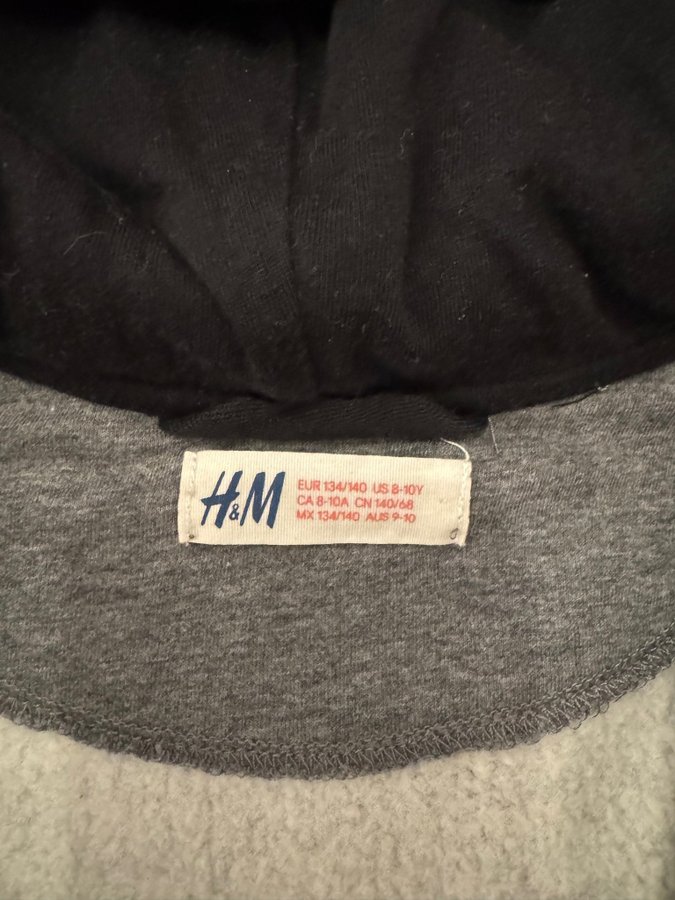 H&M
EUR 134/140 US 8-10Y
CA 8-10A CN 140/68
MX 134/140 AUS 9-10